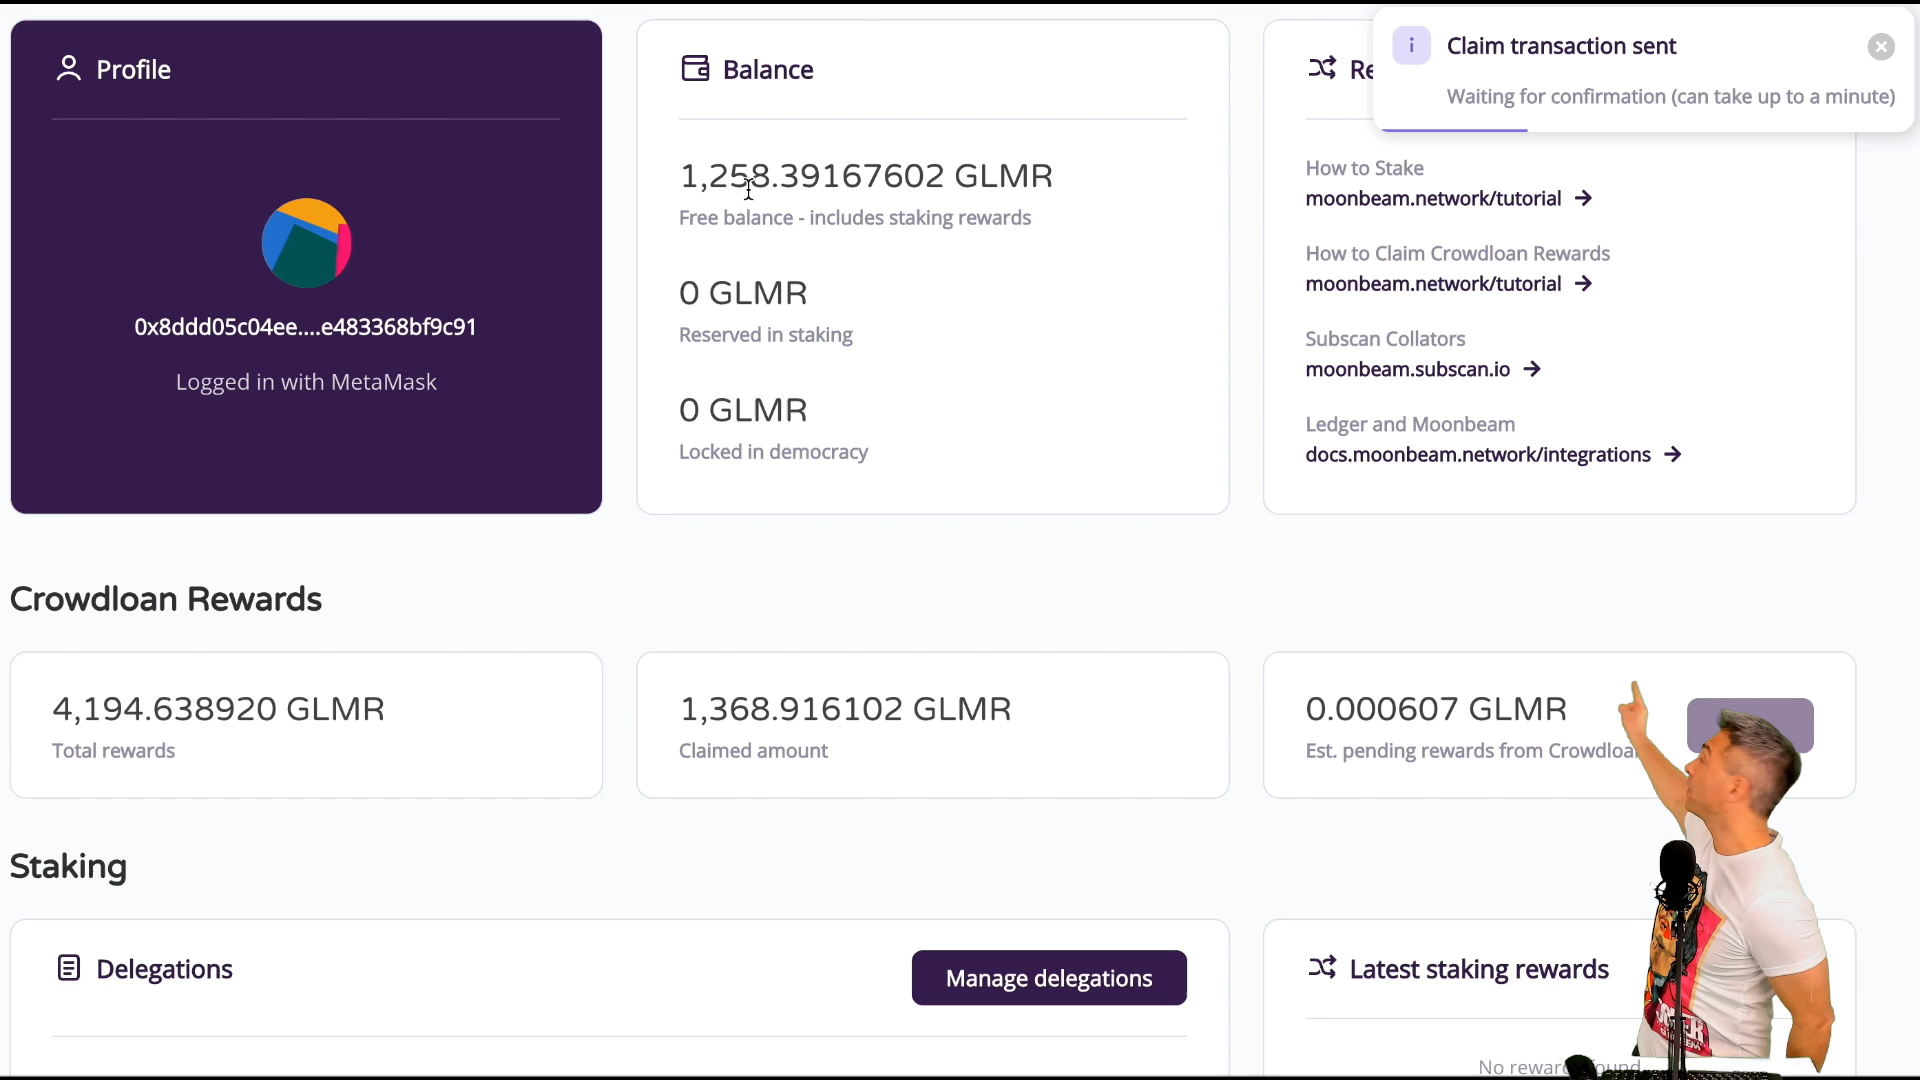 Profile
0x8ddd05c04ee....e483368bf9c91
Logged in with MetaMask
Balance
1,258.39167602 GLMR
Free balance - includes staking rewards
0 GLMR
Reserved in staking
0 GLMR
Locked in democracy
Re
i
Claim transaction sent
Waiting for confirmation (can take up to a minute)
How to Stake
moonbeam.network/tutorial →
How to Claim Crowdloan Rewards
moonbeam.network/tutorial →
Subscan Collators
moonbeam.subscan.io →
Ledger and Moonbeam
docs.moonbeam.network/integrations →
Crowdloan Rewards
4,194.638920 GLMR
Total rewards
1,368.916102 GLMR
Claimed amount
0.000607 GLMR
Est. pending rewards from Crowdloa
Staking
Delegations
Manage delegations
Latest staking rewards
No rewar